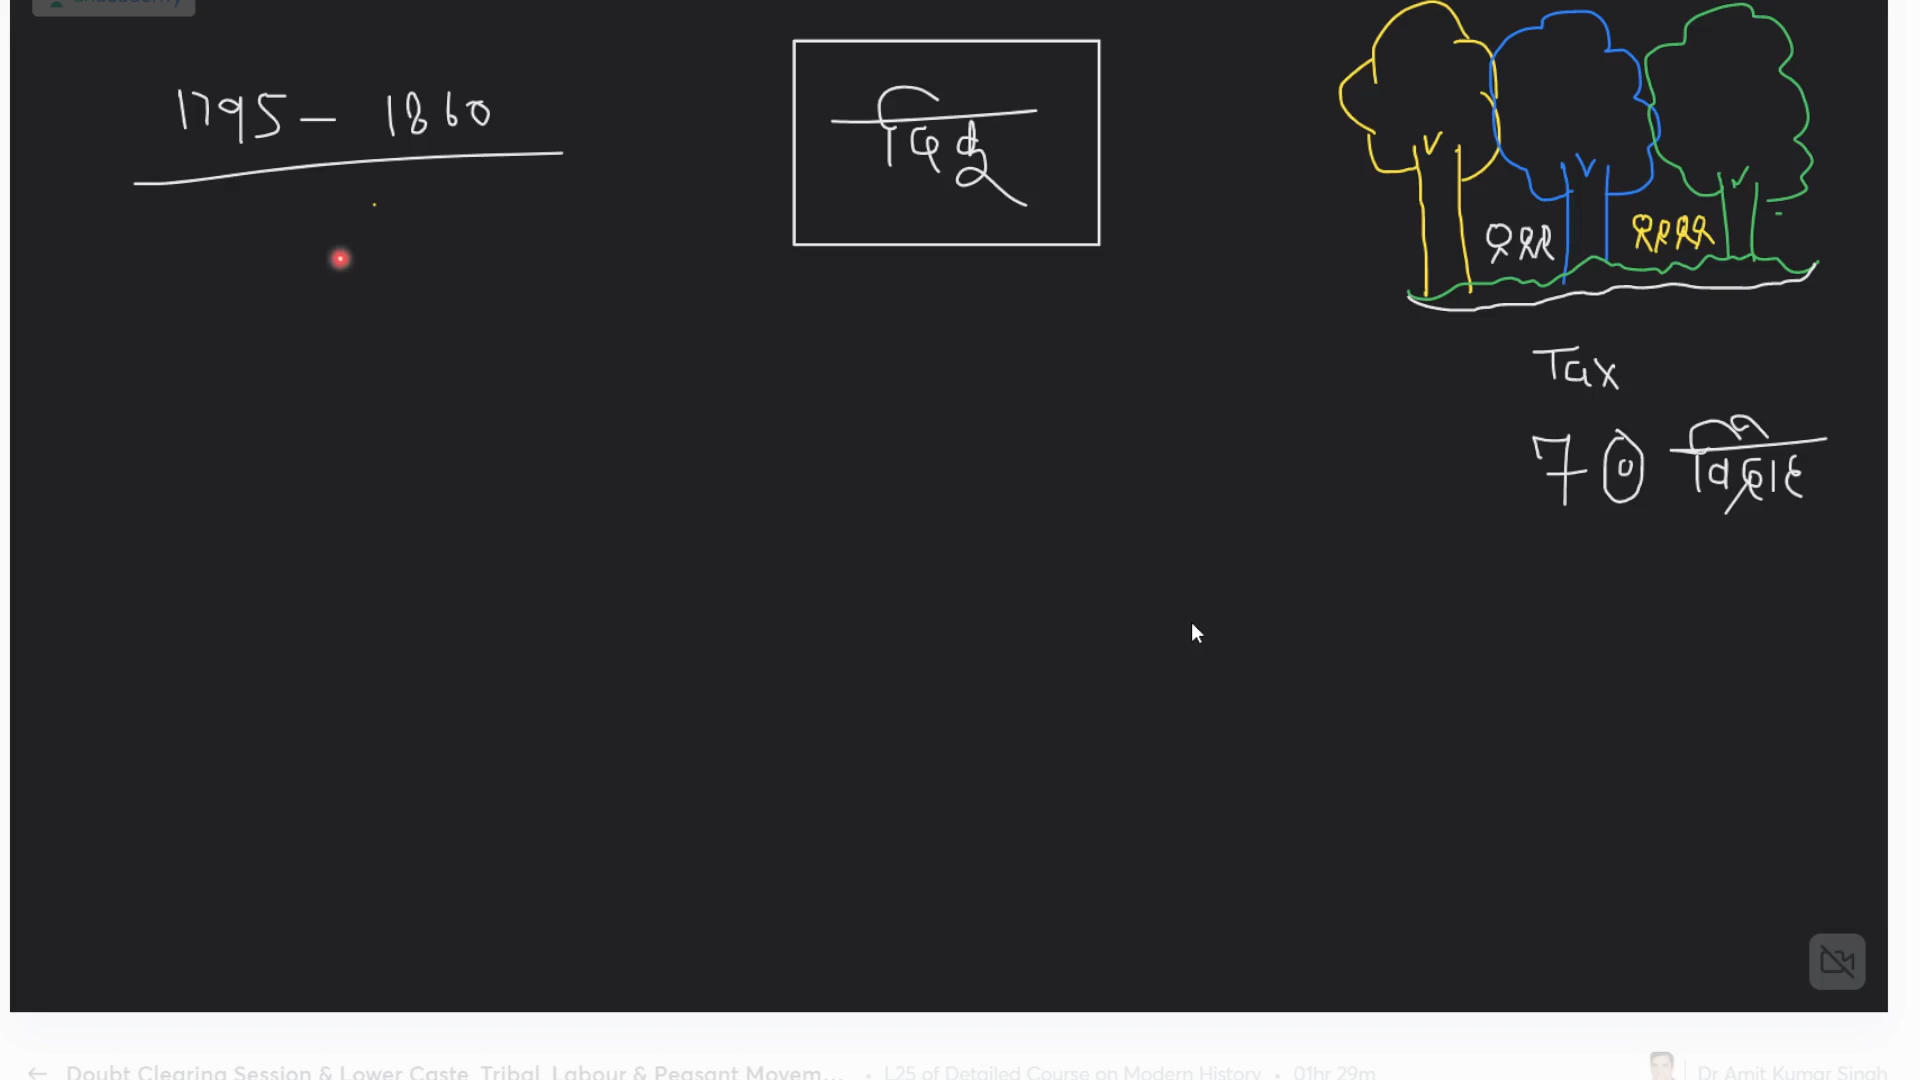 1795 – 1860
दिकू
Tax
70 विद्रोह
Doubt Clearing Session & Lower Caste, Tribal, Labour & Peasant Movem... • L25 of Detailed Course on Modern History • 01hr 29m
Dr Amit Kumar Singh